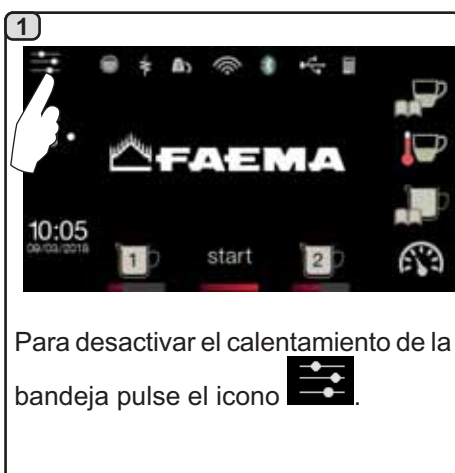 1
FAEMA
10:05
09/03/2018
1
start
2
Para desactivar el calentamiento de la
bandeja pulse el icono .